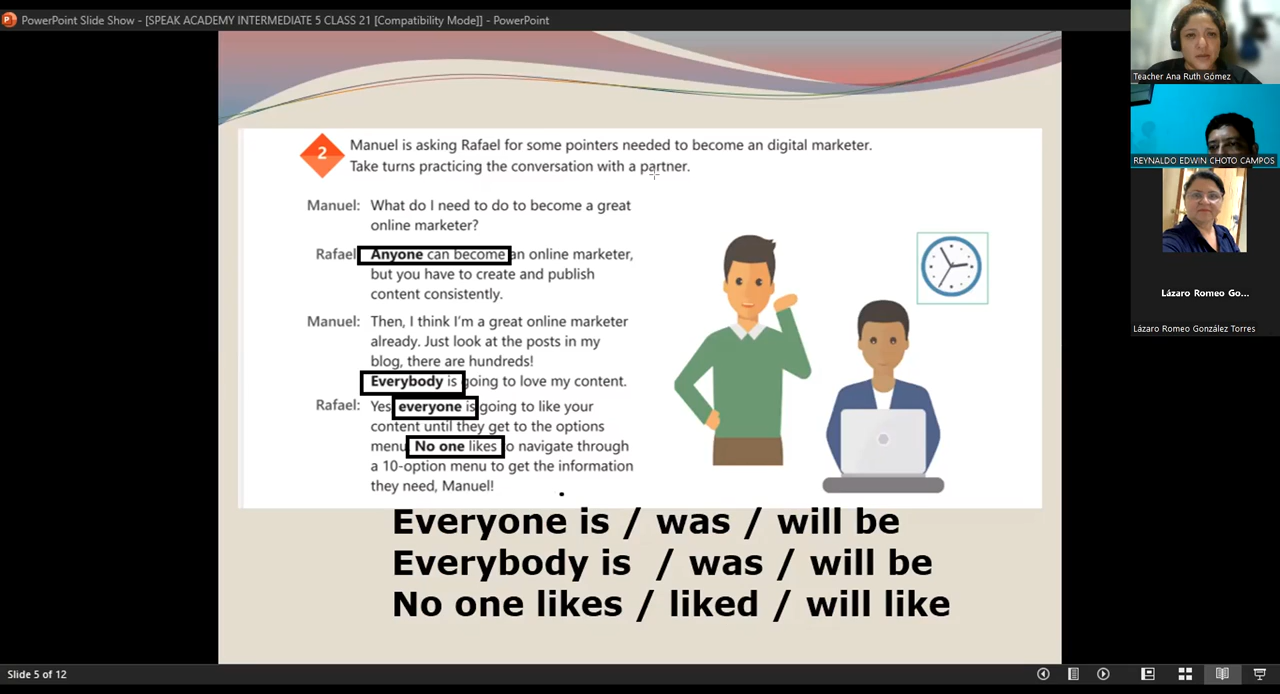 PowerPoint Slide Show - [SPEAK ACADEMY INTERMEDIATE 5 CLASS 21 [Compatibility Mode]] - PowerPoint
Teacher Ana Ruth Gómez
REYNALDO EDWIN CHOTO CAMPOS
Lázaro Romeo Go...
Lázaro Romeo González Torres
2
Manuel is asking Rafael for some pointers needed to become an digital marketer.
Take turns practicing the conversation with a partner.
Manuel: What do I need to do to become a great
online marketer?
Rafael Anyone can become an online marketer,
but you have to create and publish
content consistently.
Manuel: Then, I think I'm a great online marketer
already. Just look at the posts in my
blog, there are hundreds!
Everybody is going to love my content.
Rafael: Yes everyone is going to like your
content until they get to the options
menu No one likes to navigate through
a 10-option menu to get the information
they need, Manuel!
Everyone is / was / will be
Everybody is / was / will be
No one likes / liked / will like
Slide 5 of 12